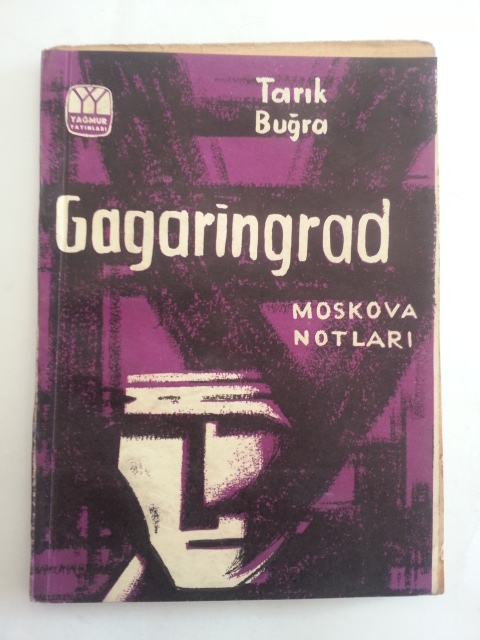 YAĞMUR
YAYINLARI
Tarık
Buğra
Gagaringrad
MOSKOVA
NOTLARI